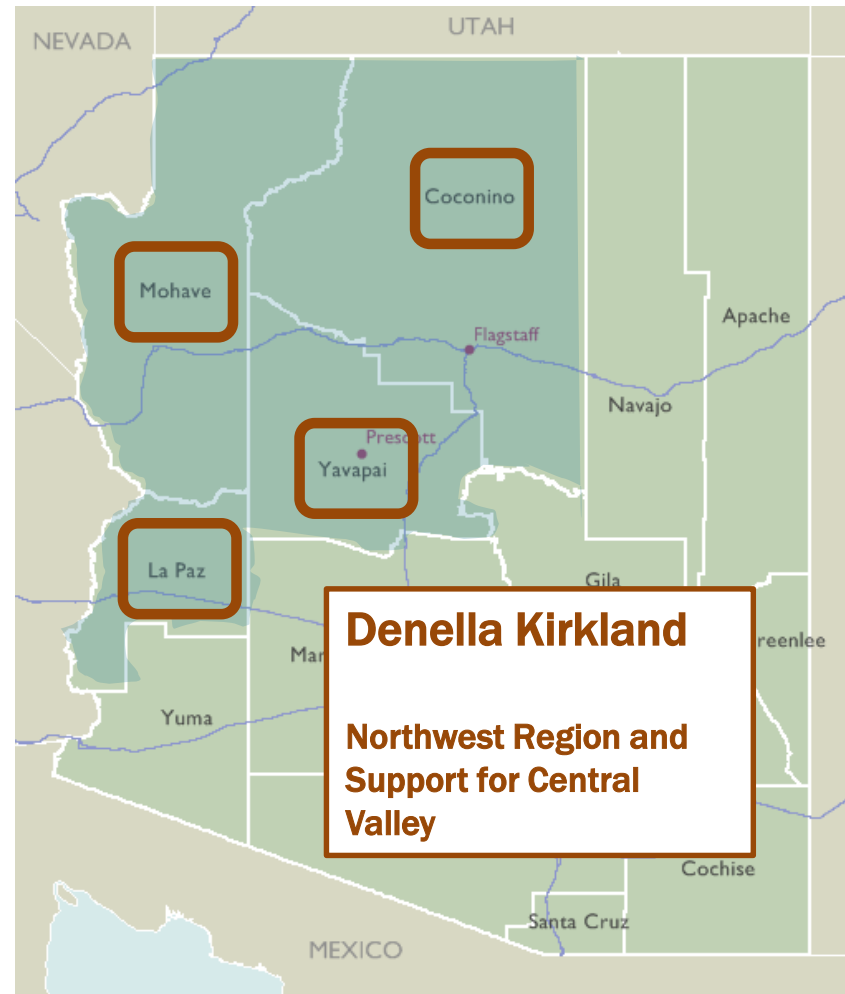 UTAH
NEVADA
Coconino
Mohave
Apache
Flagstaff
Navajo
Prescott
Yavapai
La Paz
Gila
Denella Kirkland
Mar
reenlee
Yuma
Northwest Region and
Support for Central
Valley
Cochise
Santa Cruz
MEXICO